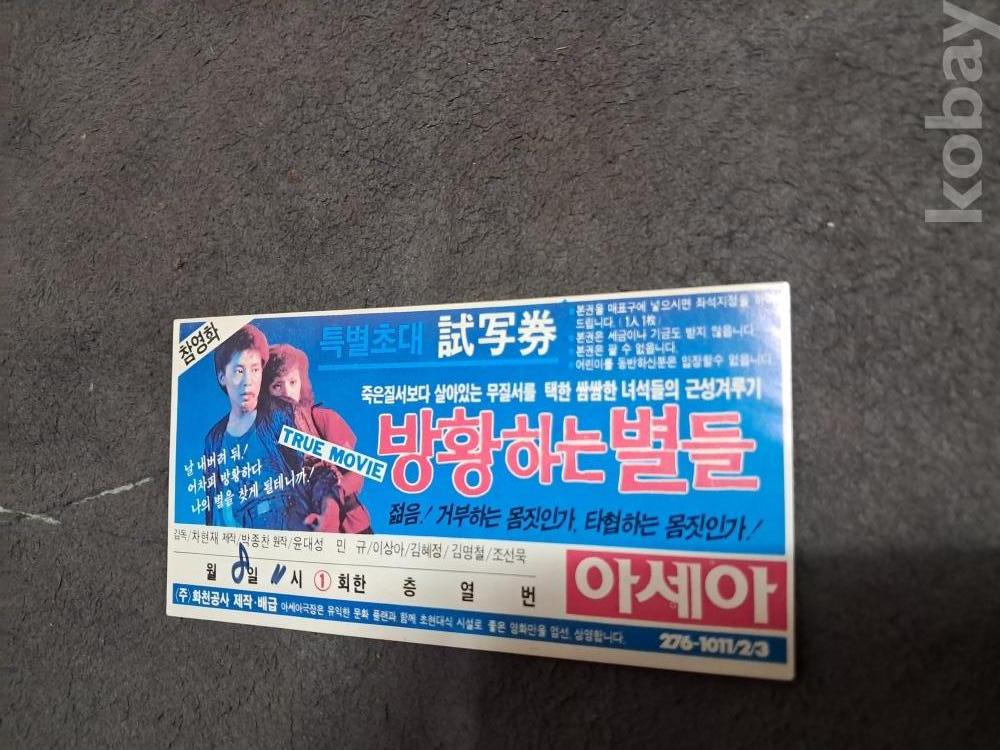 kobay
참영화
특별초대 試写券
본권을 매표구에 넣으시면 좌석지정을
드립니다. 1人1枚
본권은 세금이나 기금도 받지 않읍니다.
본권은 팔 수 없읍니다.
어린이를 동반하신분은 입장할수 없읍니다
죽은질서보다 살아있는 무질서를 택한 쌈쌈한 녀석들의 근성겨루기
TRUE MOVIE
방황하는 별들
날 내버려 둬!
어차피 방황하다
나의 별을 찾게 될테니까!
젊음! 거부하는 몸짓인가, 타협하는 몸짓인가!
감독/차현재 제작/박종찬 원작/윤대성 민 규/이상아/김혜정/김명철/조선묵
월 8일 11시 1 회한 층 열 번
아세아
(주) 화천공사 제작·배급 아세아극장은 유익한 문화 플랜과 함께 초현대식 시설로 좋은 영화만을 엄선, 상영합니다.
276-1011/2/3